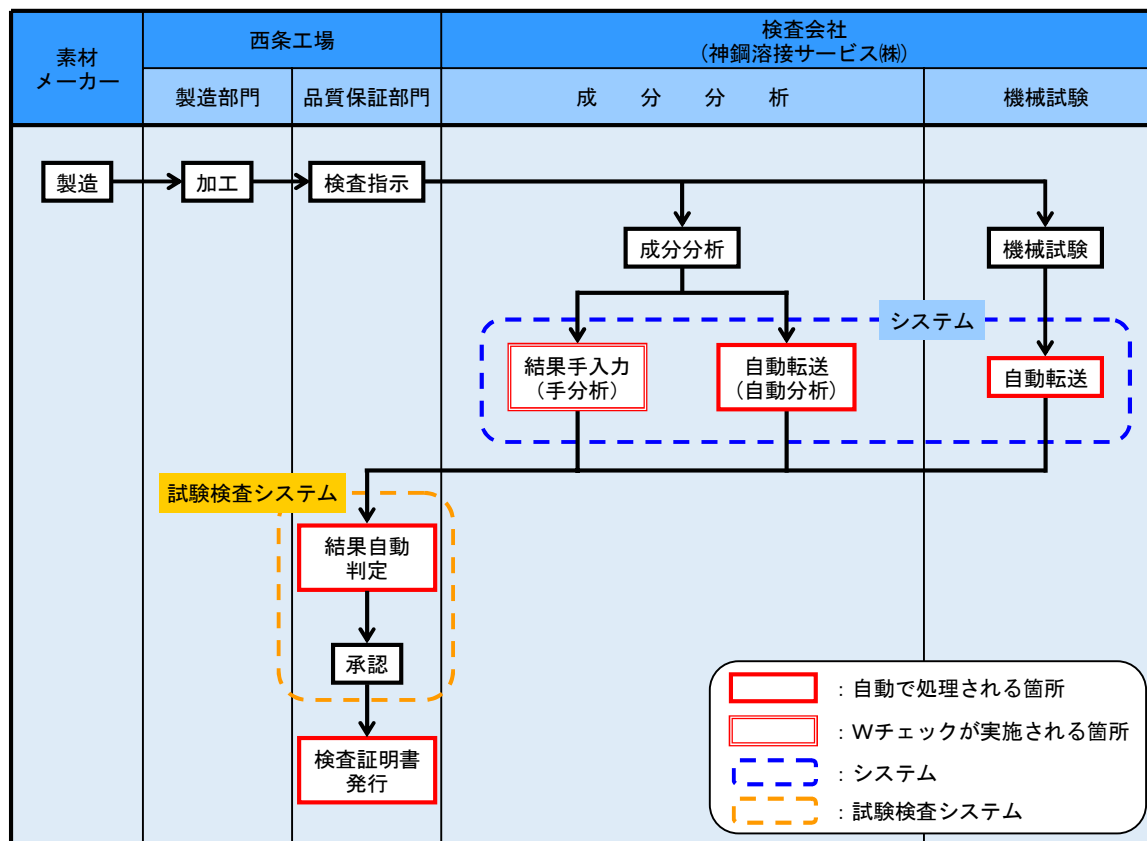 素材
メーカー
西条工場
検査会社
(神鋼溶接サービス㈱)
製造部門
品質保証部門
成分分析
機械試験
製造
加工
検査指示
成分分析
機械試験
システム
結果手入力
(手分析)
自動転送
(自動分析)
自動転送
試験検査システム
結果自動
判定
承認
検査証明書
発行
:自動で処理される箇所
:Wチェックが実施される箇所
:システム
:試験検査システム